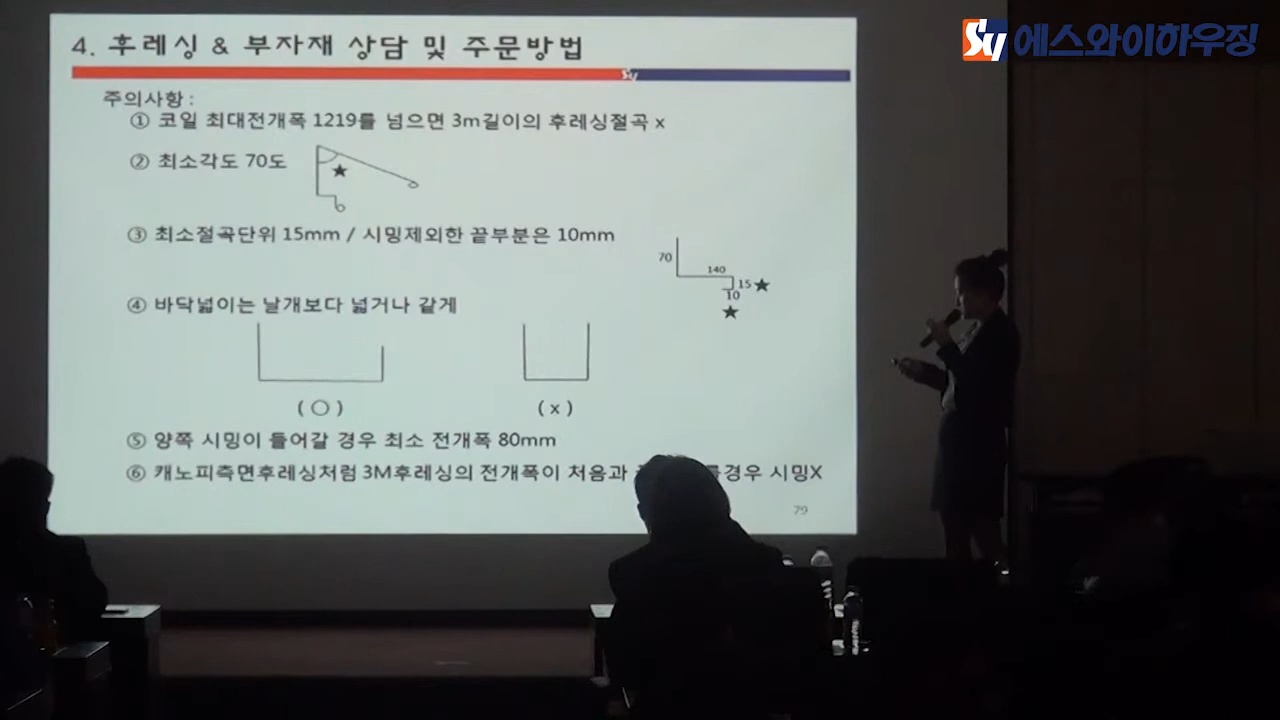 4. 후레싱 & 부자재 상담 및 주문방법
sy
에스와이하우징
sy
주의사항 :
① 코일 최대전개폭 1219를 넘으면 3m길이의 후레싱절곡 x
② 최소각도 70도
★
③ 최소절곡단위 15mm / 시밍제외한 끝부분은 10mm
70
140
15 ★
10
★
④ 바닥넓이는 날개보다 넓거나 같게
( ○ )
( x )
⑤ 양쪽 시밍이 들어갈 경우 최소 전개폭 80mm
⑥ 캐노피측면후레싱처럼 3M후레싱의 전개폭이 처음과 를경우 시밍X
79